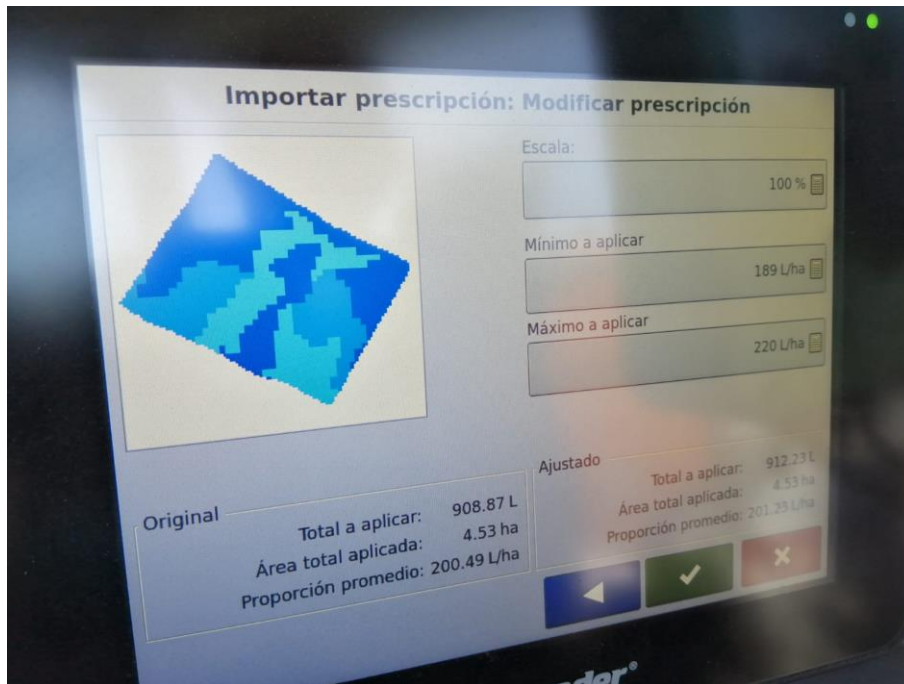 Importar prescripción: Modificar prescripción
Escala:
100 %
Mínimo a aplicar
189 L/ha
Máximo a aplicar
220 L/ha
Original
Total a aplicar: 908.87 L
Área total aplicada: 4.53 ha
Proporción promedio: 200.49 L/ha
Ajustado
Total a aplicar: 912.23 L
Área total aplicada: 4.53 ha
Proporción promedio: 201.23 L/ha